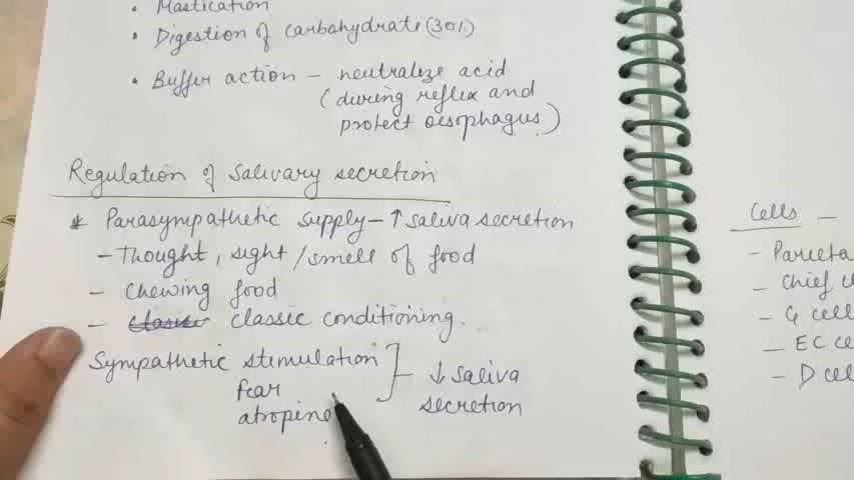 • Mastication
• Digestion of carbohydrate (30%)
• Buffer action – neutralize acid
(during reflex and
protect oesophagus.)
Regulation of Salivary secretion
* Parasympathetic supply – ↑ saliva secretion
– Thought, sight/smell of food
– Chewing food
– classic conditioning.
Sympathetic stimulation
fear
atropine
↓ saliva
secretion
Cells –
– Parieta
– Chief c
– G cell
– EC ce
– D cel